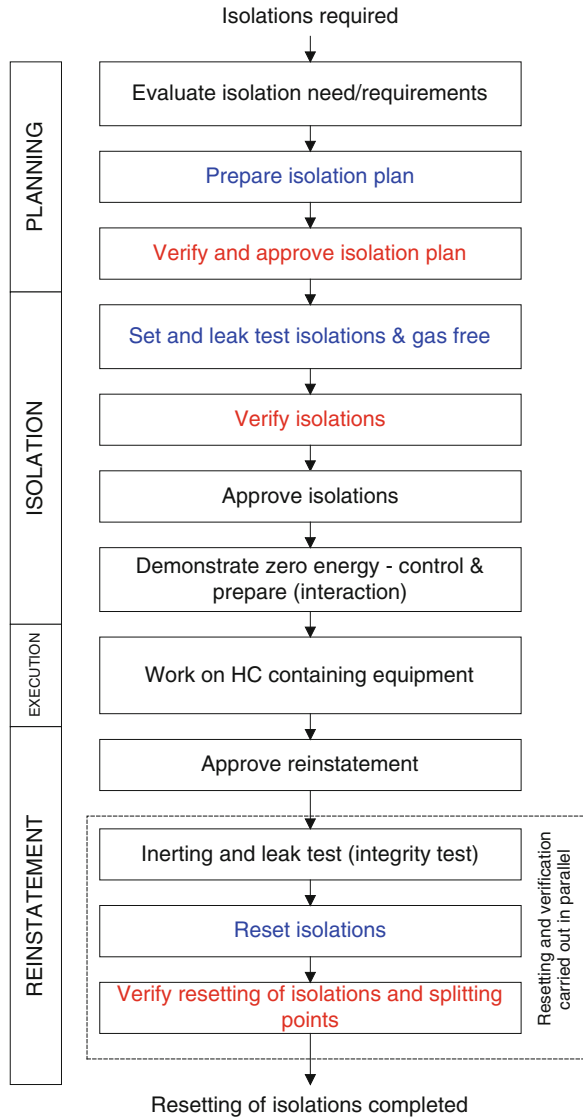 Isolations required
PLANNING
Evaluate isolation need/requirements
Prepare isolation plan
Verify and approve isolation plan
ISOLATION
Set and leak test isolations & gas free
Verify isolations
Approve isolations
Demonstrate zero energy - control &
prepare (interaction)
EXECUTION
Work on HC containing equipment
REINSTATEMENT
Approve reinstatement
Inerting and leak test (integrity test)
Reset isolations
Verify resetting of isolations and splitting
points
Resetting and verification
carried out in parallel
Resetting of isolations completed